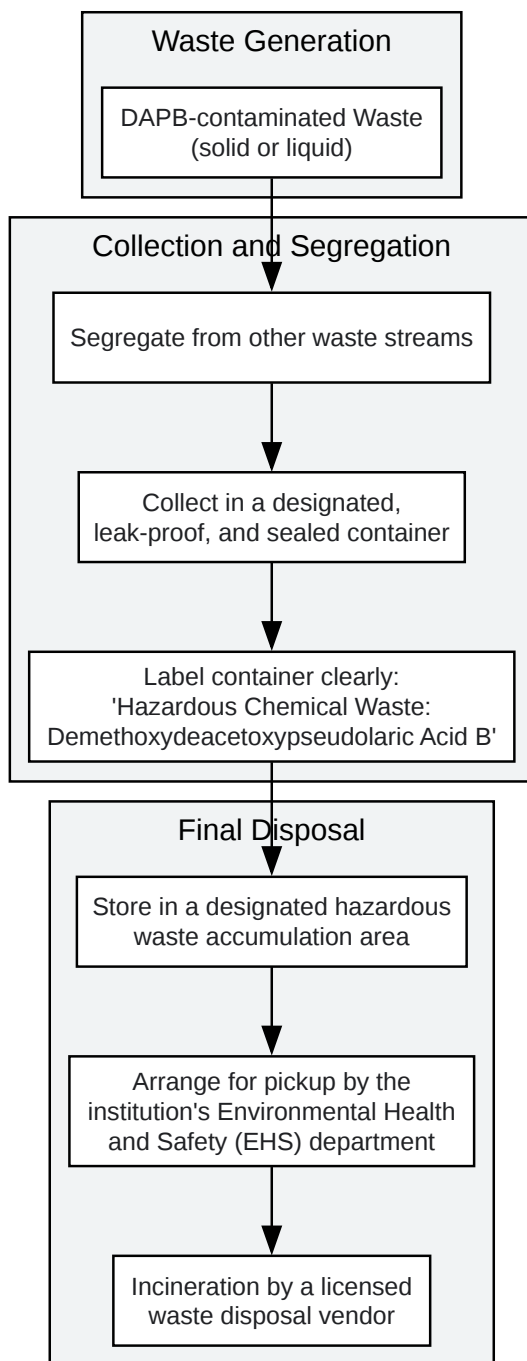 Waste Generation
DAPB-contaminated Waste
(solid or liquid)
Collection and Segregation
Segregate from other waste streams
Collect in a designated,
leak-proof, and sealed container
Label container clearly:
'Hazardous Chemical Waste:
Demethoxydeacetoxypseudolaric Acid B'
Final Disposal
Store in a designated hazardous
waste accumulation area
Arrange for pickup by the
institution's Environmental Health
and Safety (EHS) department
Incineration by a licensed
waste disposal vendor